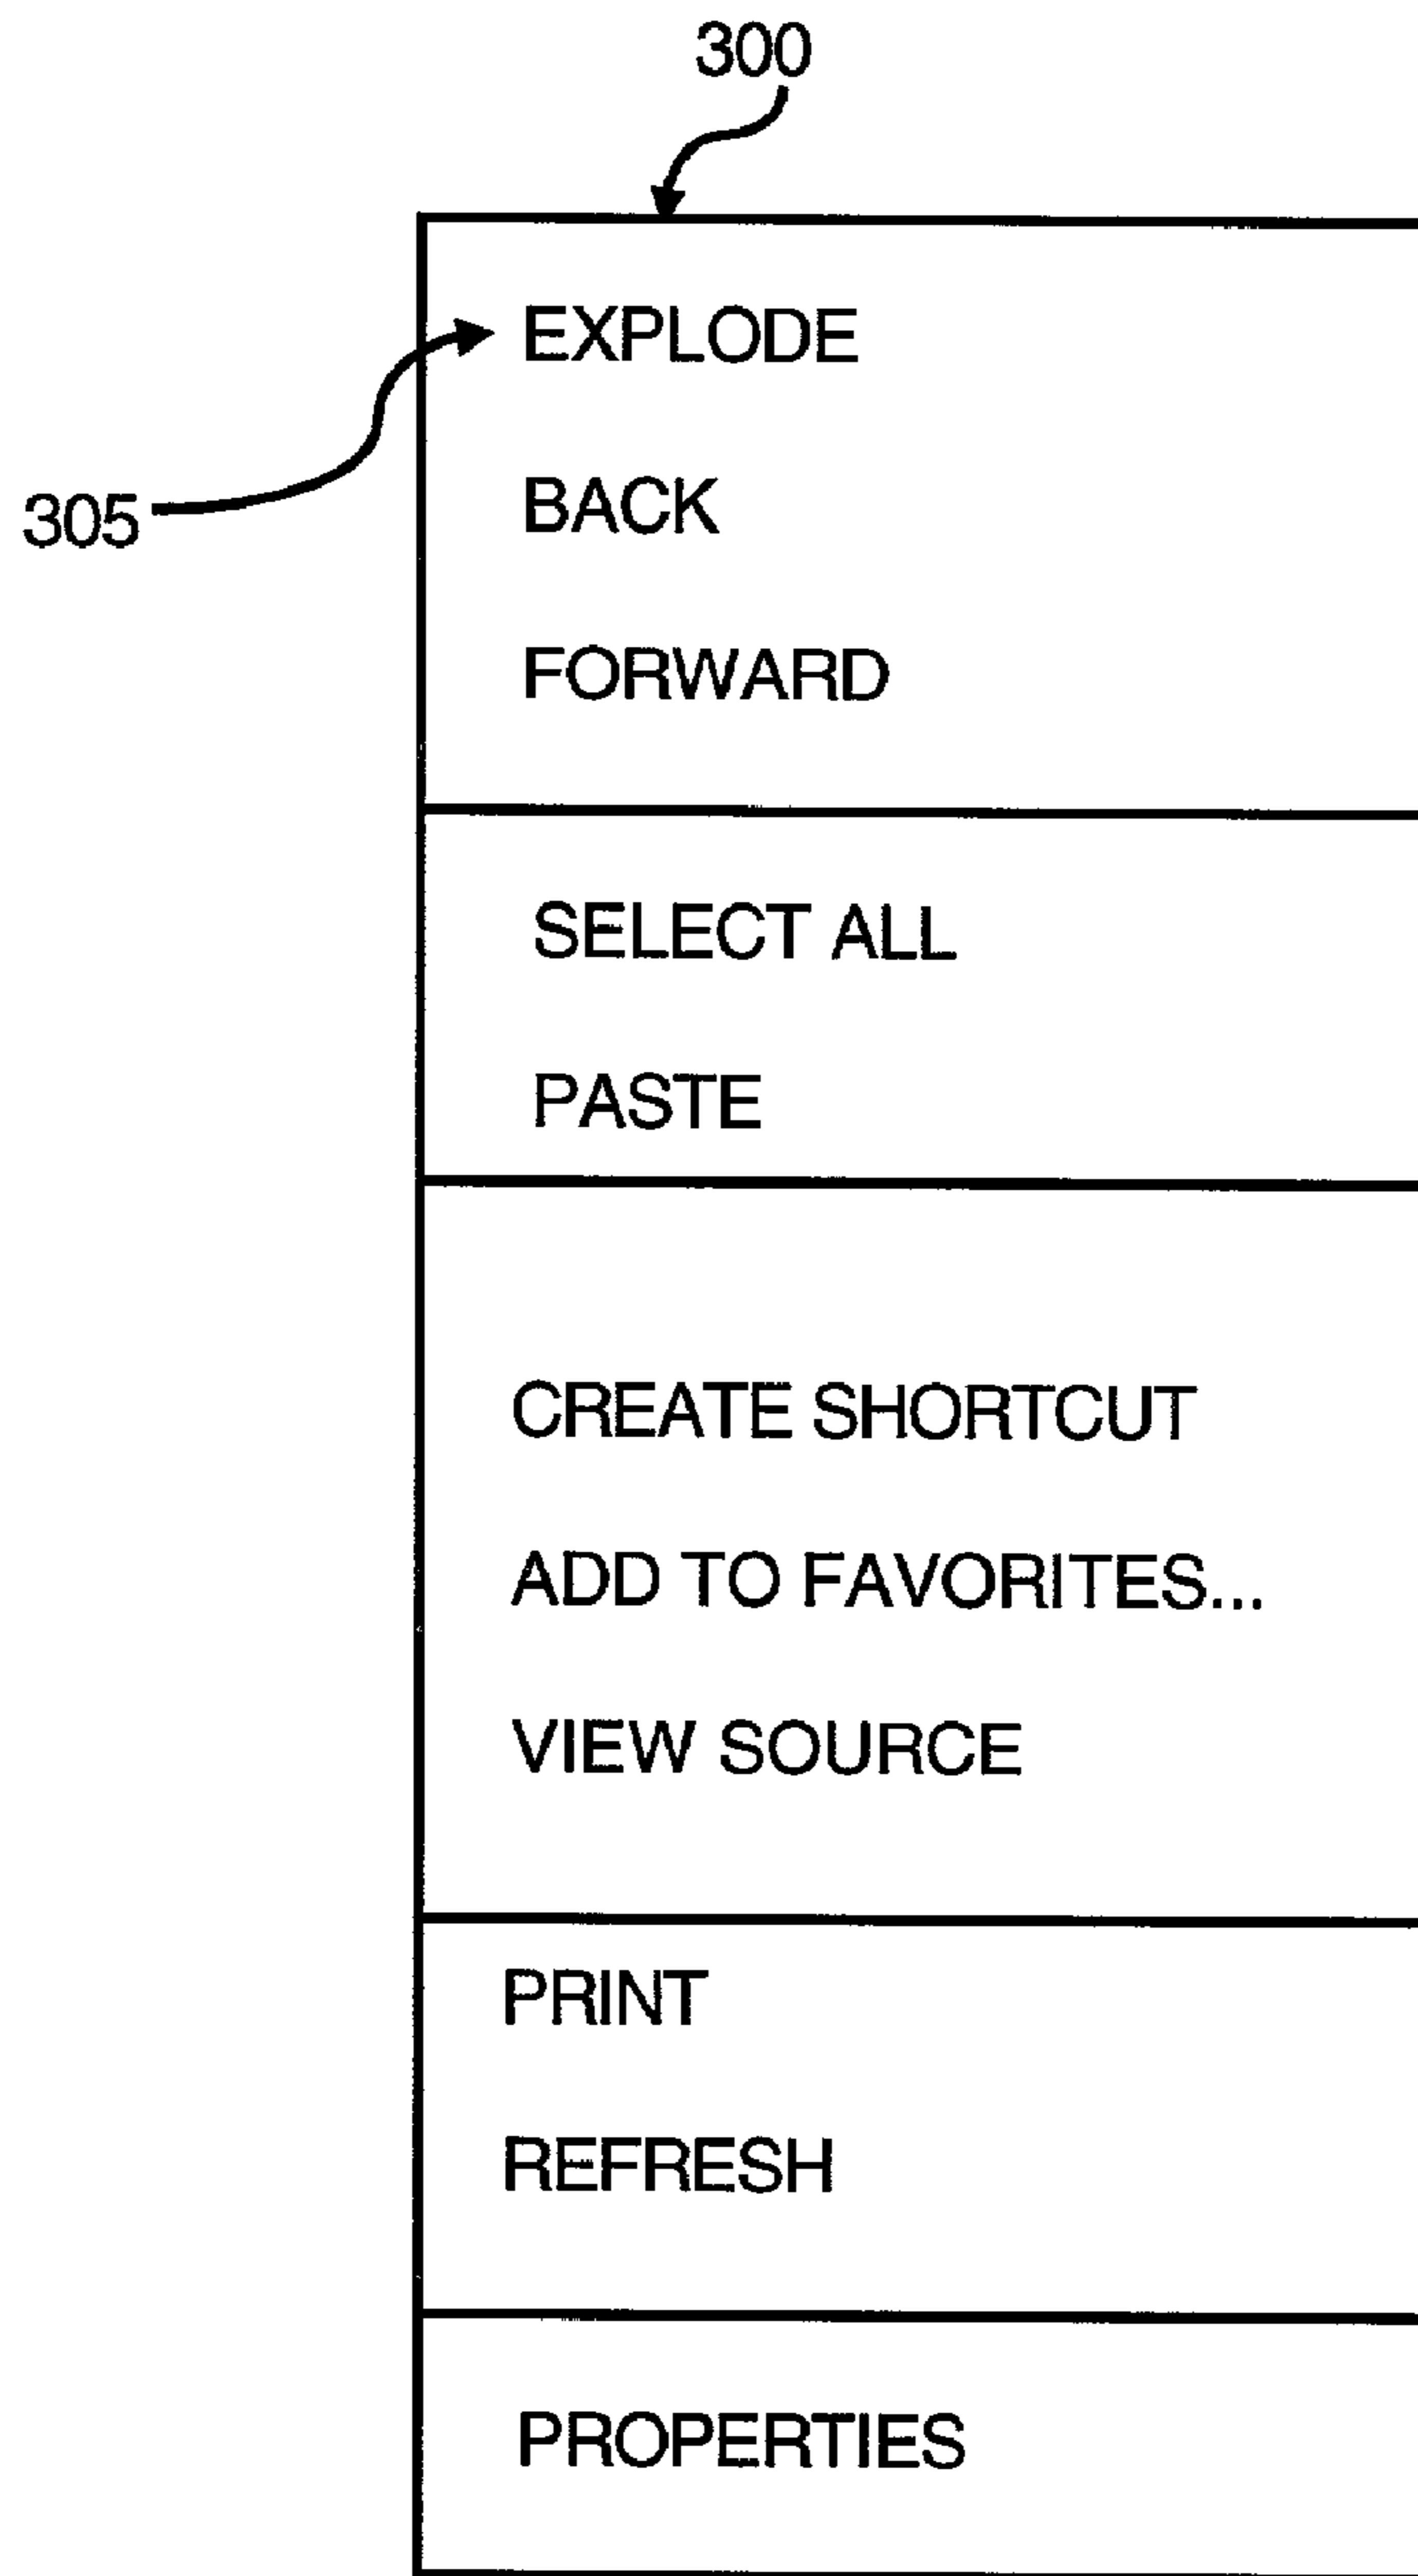 300
EXPLODE
305
BACK
FORWARD
SELECT ALL
PASTE
CREATE SHORTCUT
ADD TO FAVORITES...
VIEW SOURCE
PRINT
REFRESH
PROPERTIES